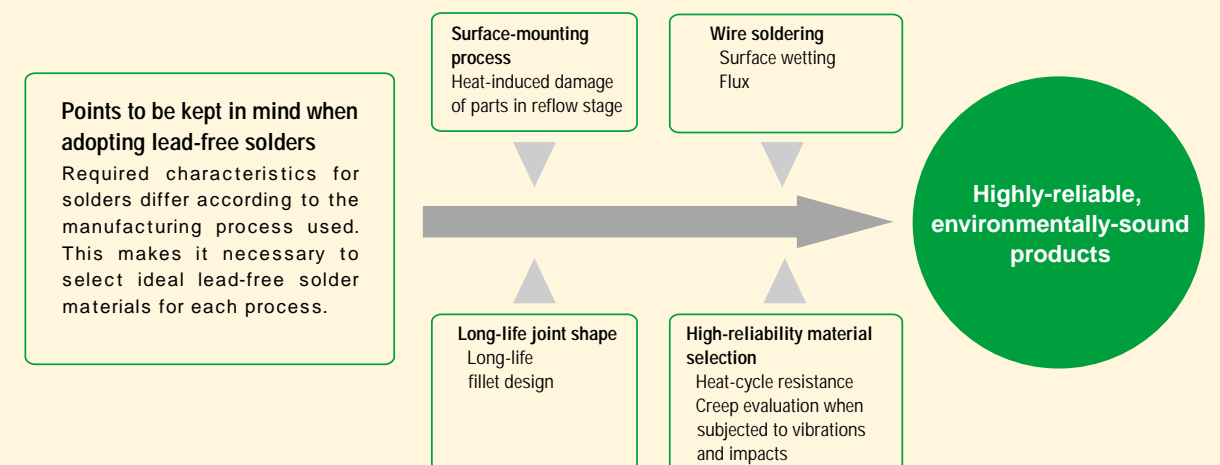 Points to be kept in mind when
adopting lead-free solders
Required characteristics for
solders differ according to the
manufacturing process used.
This makes it necessary to
select ideal lead-free solder
materials for each process.
Surface-mounting
process
Heat-induced damage
of parts in reflow stage
Wire soldering
Surface wetting
Flux
Long-life joint shape
Long-life
fillet design
High-reliability material
selection
Heat-cycle resistance
Creep evaluation when
subjected to vibrations
and impacts
Highly-reliable,
environmentally-sound
products